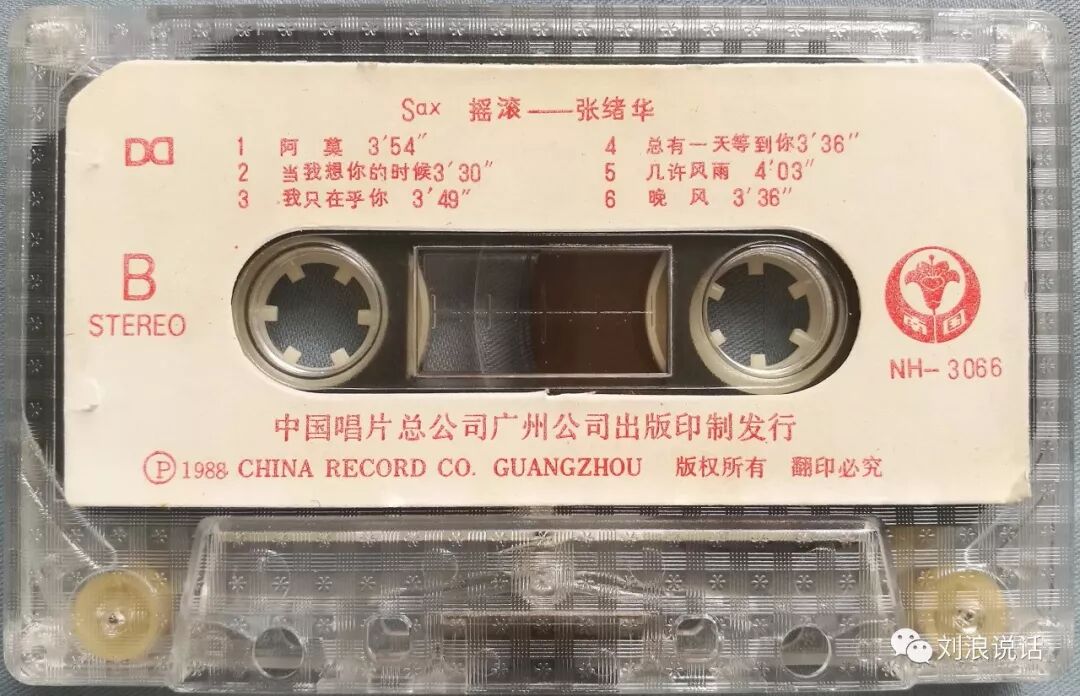 Sax 摇滚——张绪华
1 阿莫 3′54″
2 当我想你的时候3′30″
3 我只在乎你 3′49″
4 总有一天等到你3′36″
5 几许风雨 4′03″
6 晚风 3′36″
B
STEREO
南国
NH-3066
中国唱片总公司广州公司出版印制发行
Ⓟ1988 CHINA RECORD CO. GUANGZHOU 版权所有 翻印必究
刘浪说话